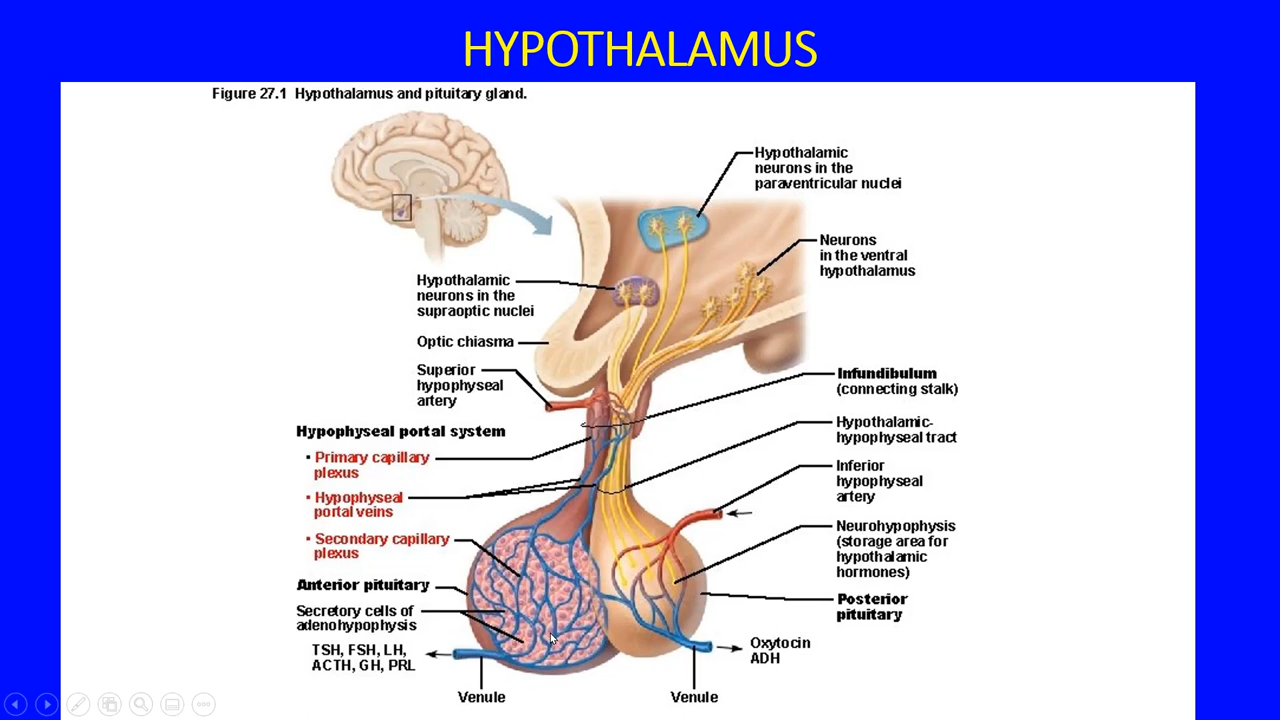 HYPOTHALAMUS
Figure 27.1 Hypothalamus and pituitary gland.
Hypothalamic
neurons in the
paraventricular nuclei
Neurons
in the ventral
hypothalamus
Hypothalamic
neurons in the
supraoptic nuclei
Optic chiasma
Superior
hypophyseal
artery
Infundibulum
(connecting stalk)
Hypothalamic-
hypophyseal tract
Inferior
hypophyseal
artery
Neurohypophysis
(storage area for
hypothalamic
hormones)
Posterior
pituitary
Hypophyseal portal system
• Primary capillary
plexus
• Hypophyseal
portal veins
• Secondary capillary
plexus
Anterior pituitary
Secretory cells of
adenohypophysis
TSH, FSH, LH,
ACTH, GH, PRL
Venule
Venule
Oxytocin
ADH